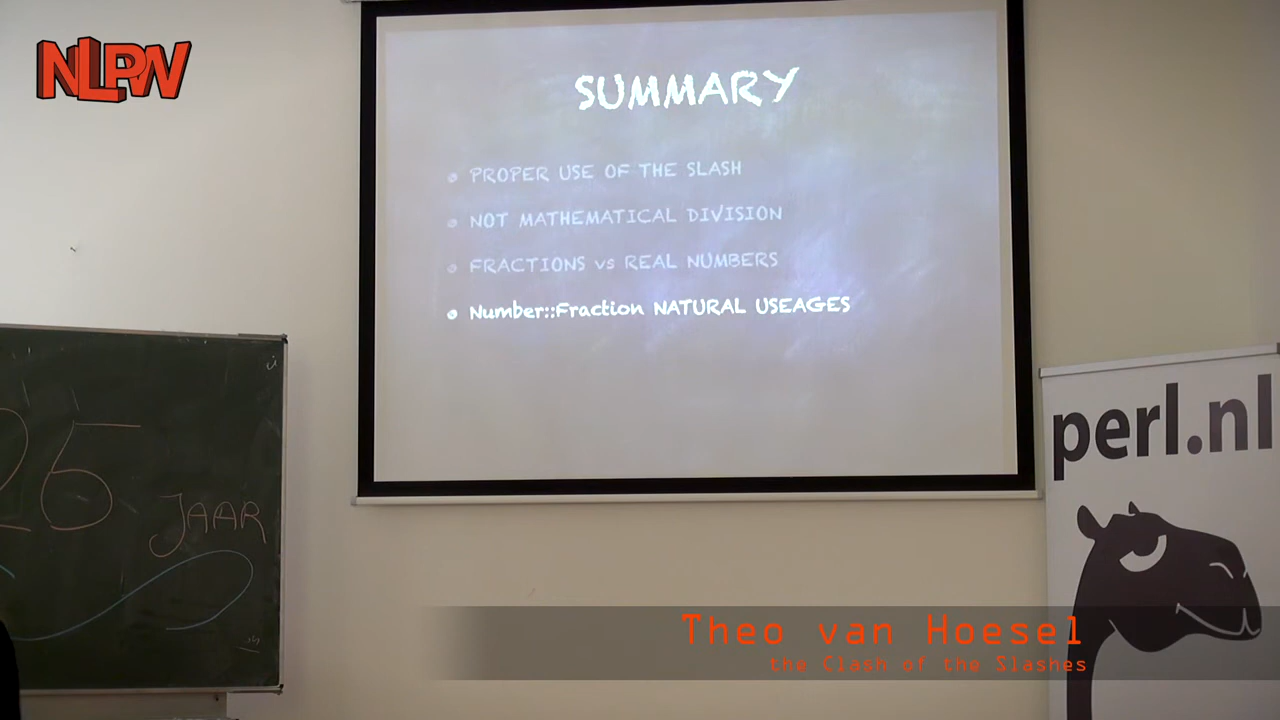 NLPW
SUMMARY
PROPER USE OF THE SLASH
NOT MATHEMATICAL DIVISION
FRACTIONS vs REAL NUMBERS
Number::Fraction NATURAL USEAGES
25
JAAR
perl.nl
Theo van Hoesel
the Clash of the Slashes